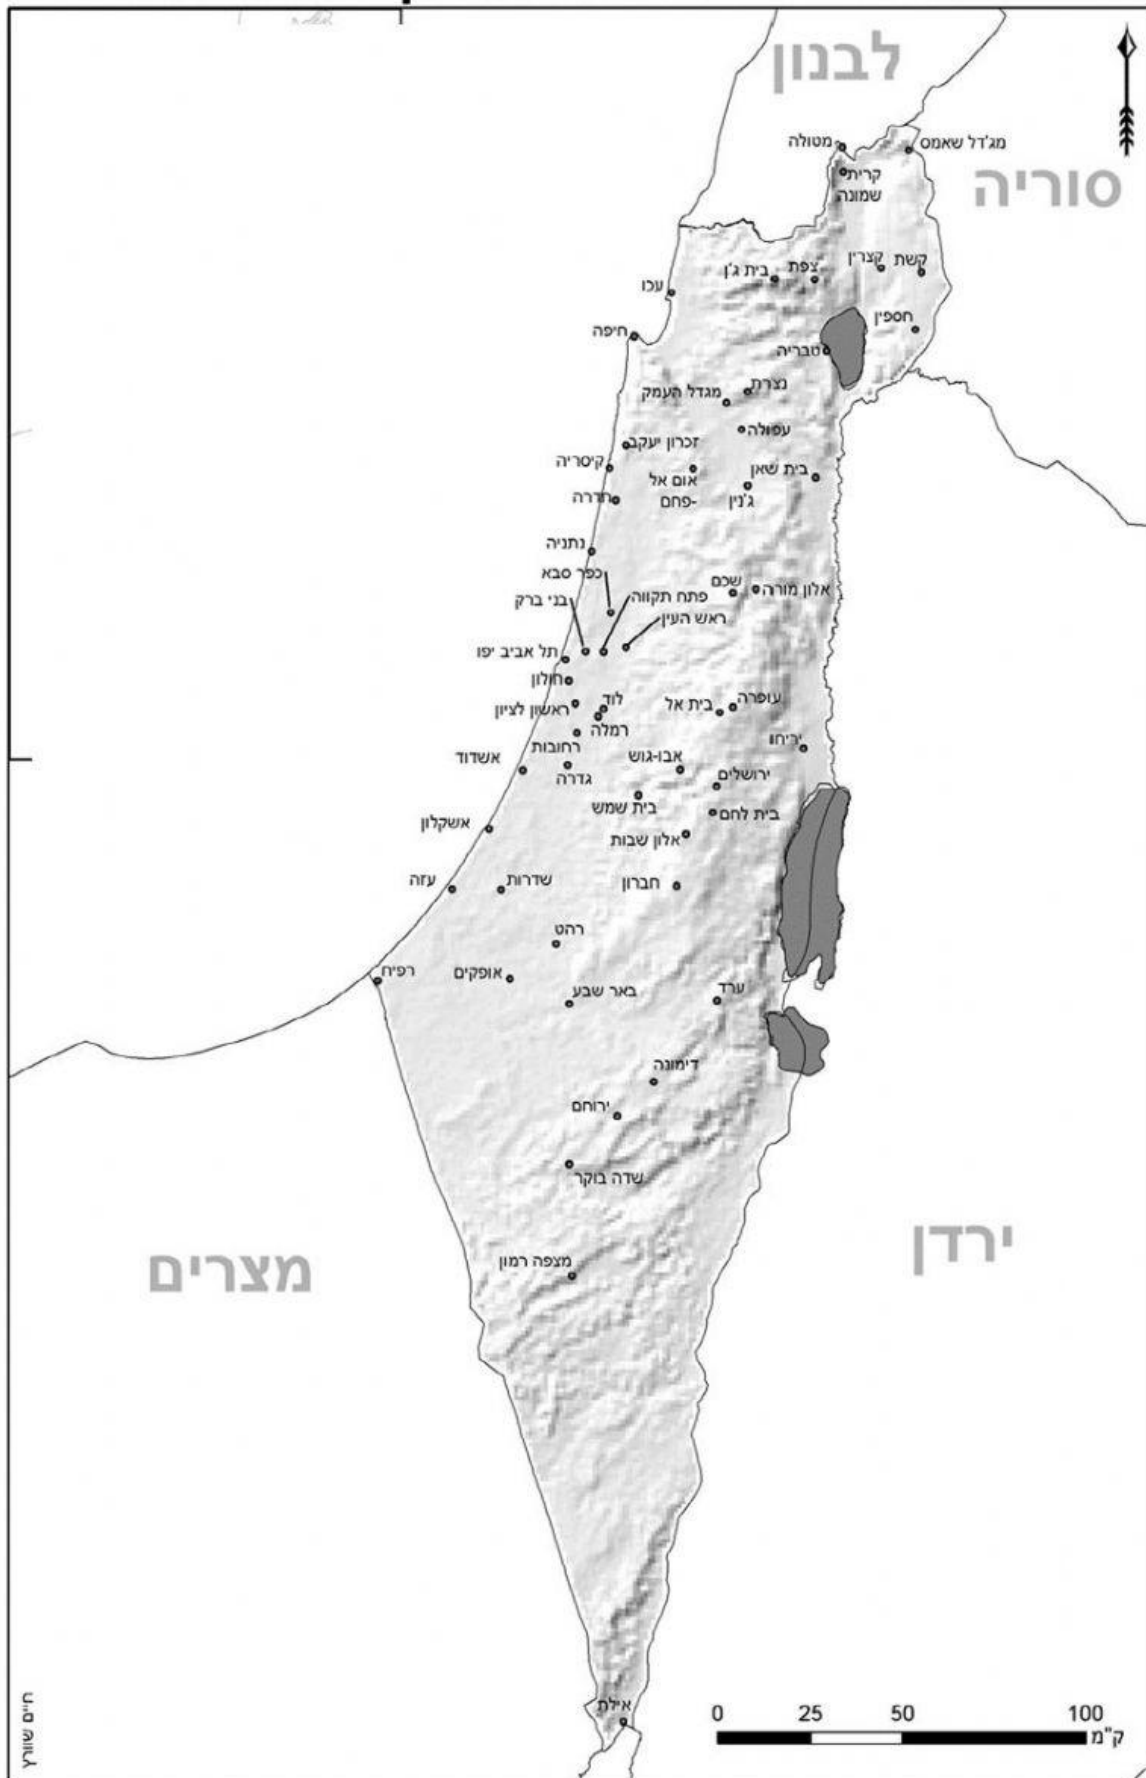 לבנון
מטולה
מג'דל שאמס
קרית
שמונה
סוריה
קשת
קצרין
צפת
בית ג'ן
עכו
חספין
חיפה
טבריה
נצרת
מגדל העמק
עפולה
זכרון יעקב
קיסריה
בית שאן
אום אל
-פחם
ג'נין
חדרה
נתניה
כפר סבא
שכם
אלון מורה
פתח תקווה
בני ברק
ראש העין
תל אביב יפו
חולון
לוד
ראשון לציון
עופרה
בית אל
רמלה
יריחו
רחובות
אבו-גוש
אשדוד
גדרה
ירושלים
בית שמש
בית לחם
אשקלון
אלון שבות
עזה
שדרות
חברון
רהט
רפיח
אופקים
באר שבע
ערד
דימונה
ירוחם
שדה בוקר
ירדן
מצרים
מצפה רמון
אילת
0 25 50 100
ק"מ
חיים שוורץ